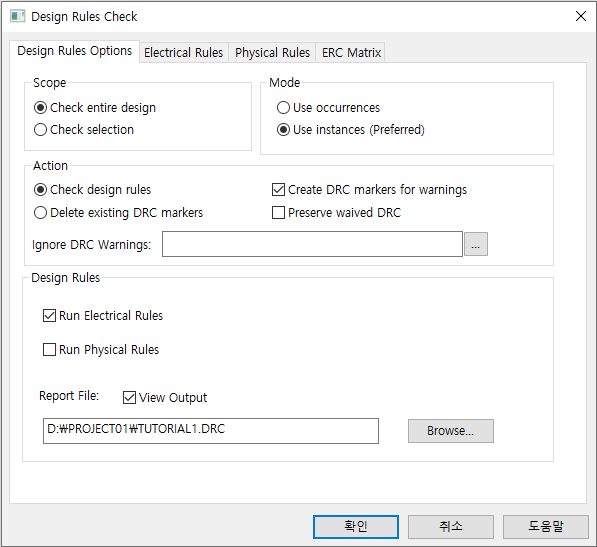 Design Rules Check
Design Rules Options Electrical Rules Physical Rules ERC Matrix
Scope
Check entire design
Check selection
Mode
Use occurrences
Use instances (Preferred)
Action
Check design rules
Create DRC markers for warnings
Delete existing DRC markers
Preserve waived DRC
Ignore DRC Warnings:
...
Design Rules
Run Electrical Rules
Run Physical Rules
Report File:
View Output
D:₩PROJECT01₩TUTORIAL1.DRC
Browse...
확인 취소 도움말